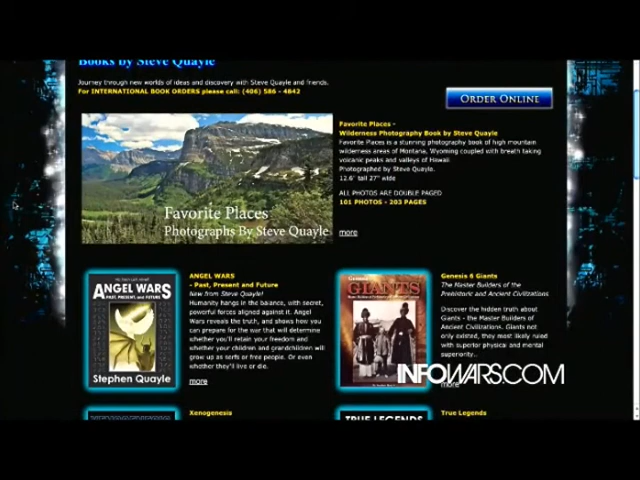 Books by Steve Quayle
Journey through new worlds of ideas and discovery with Steve Quayle and friends.
For INTERNATIONAL BOOK ORDERS please call: (406) 586 - 4842
ORDER ONLINE
Favorite Places
Photographs By Steve Quayle
Favorite Places -
Wilderness Photography Book by Steve Quayle
Favorite Places is a stunning photography book of high mountain
wilderness areas of Montana, Wyoming coupled with breath taking
volcanic peaks and valleys of Hawaii
Photographed by Steve Quayle.
12.6" tall 27" wide
ALL PHOTOS ARE DOUBLE PAGED
101 PHOTOS - 203 PAGES
more
ANGEL WARS
PAST, PRESENT, AND FUTURE
Stephen Quayle
ANGEL WARS
- Past, Present and Future
New from Steve Quayle!
Humanity hangs in the balance, with secret,
powerful forces aligned against it. Angel
Wars reveals the truth, and shows how you
can prepare for the war that will determine
whether you'll retain your freedom and
whether your children and grandchildren will
grow up as serfs or free people. Or even
whether they'll live or die.
more
GIANTS
Genesis 6 Giants
The Master Builders of the
Prehistoric and Ancient Civilizations
Discover the hidden truth about
Giants - the Master Builders of
Ancient Civilizations. Giants not
only existed, they most likely ruled
with superior physical and mental
superiority..
more
INFOWARS.COM
Xenogenesis
TRUE LEGENDS
True Legends